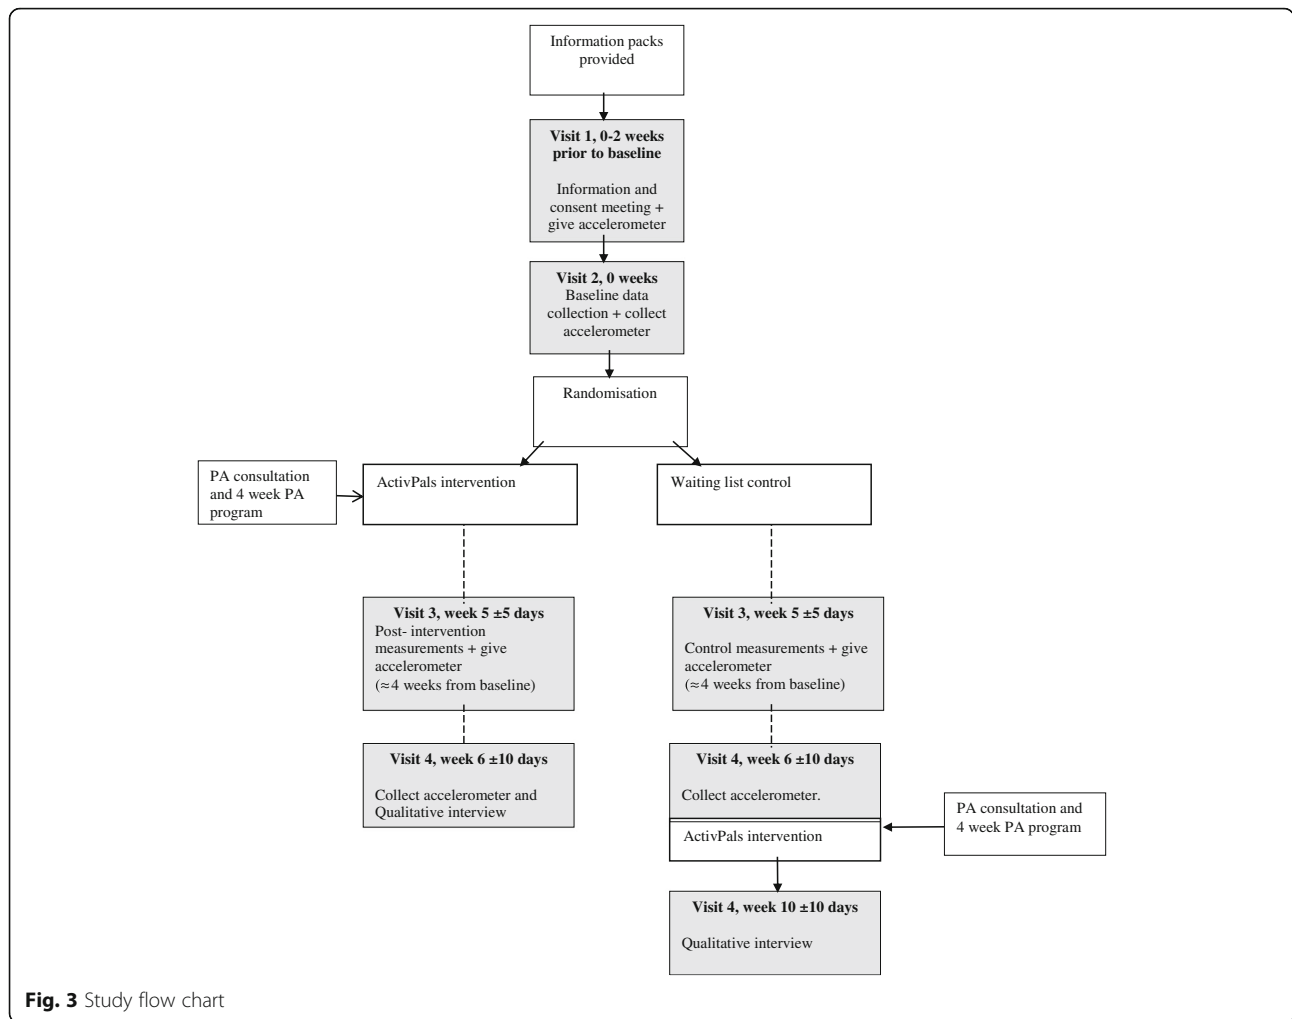 Information packs
provided
Visit 1, 0-2 weeks
prior to baseline
Information and
consent meeting +
give accelerometer
Visit 2, 0 weeks
Baseline data
collection + collect
accelerometer
Randomisation
PA consultation
and 4 week PA
program
ActivPals intervention
Waiting list control
Visit 3, week 5 ±5 days
Post- intervention
measurements + give
accelerometer
(≈4 weeks from baseline)
Visit 3, week 5 ±5 days
Control measurements + give
accelerometer
(≈4 weeks from baseline)
Visit 4, week 6 ±10 days
Collect accelerometer and
Qualitative interview
Visit 4, week 6 ±10 days
Collect accelerometer.
ActivPals intervention
PA consultation and
4 week PA program
Visit 4, week 10 ±10 days
Qualitative interview
Fig. 3 Study flow chart